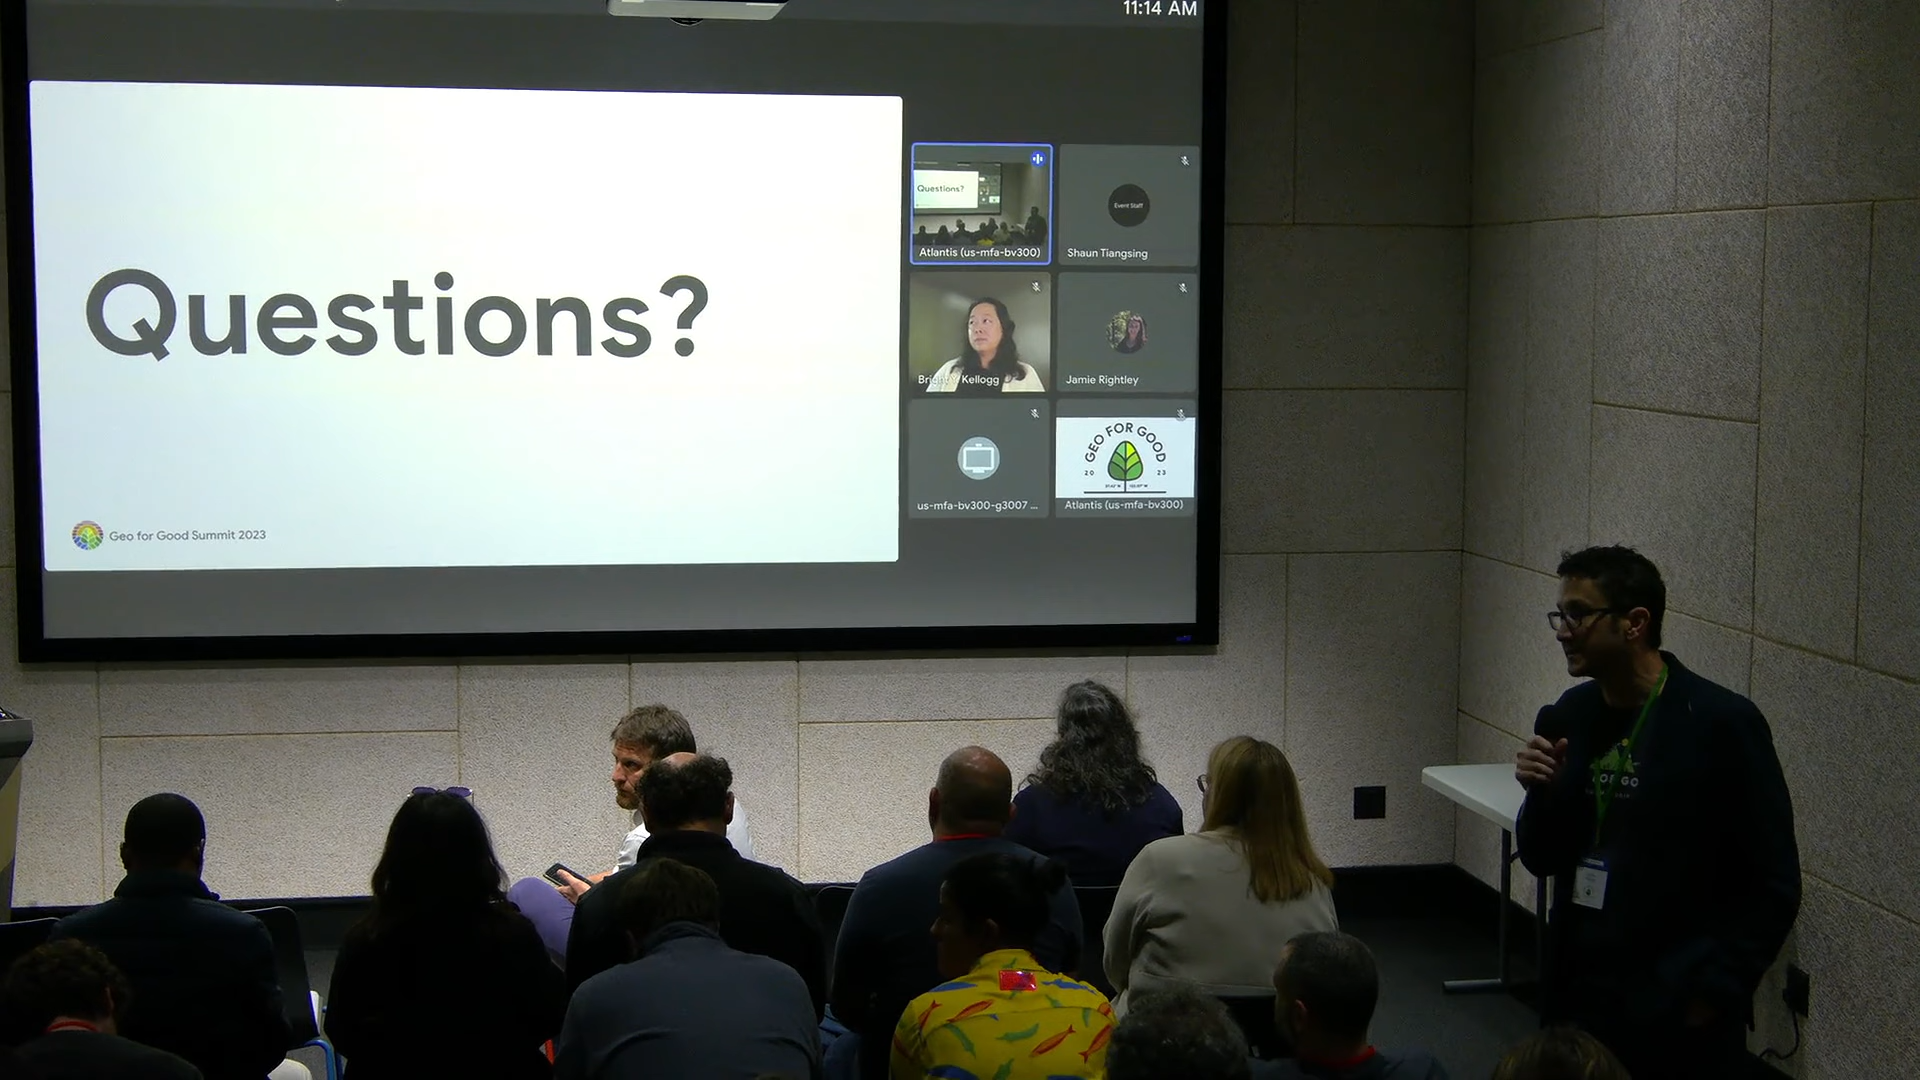 11:14 AM
Questions?
Geo for Good Summit 2023
Questions?
Atlantis (us-mfa-bv300)
Event Staff
Shaun Tiangsing
Kellogg
Jamie Rightley
us-mfa-bv300-g3007 ...
GEO FOR GOOD
20 23
Atlantis (us-mfa-bv300)